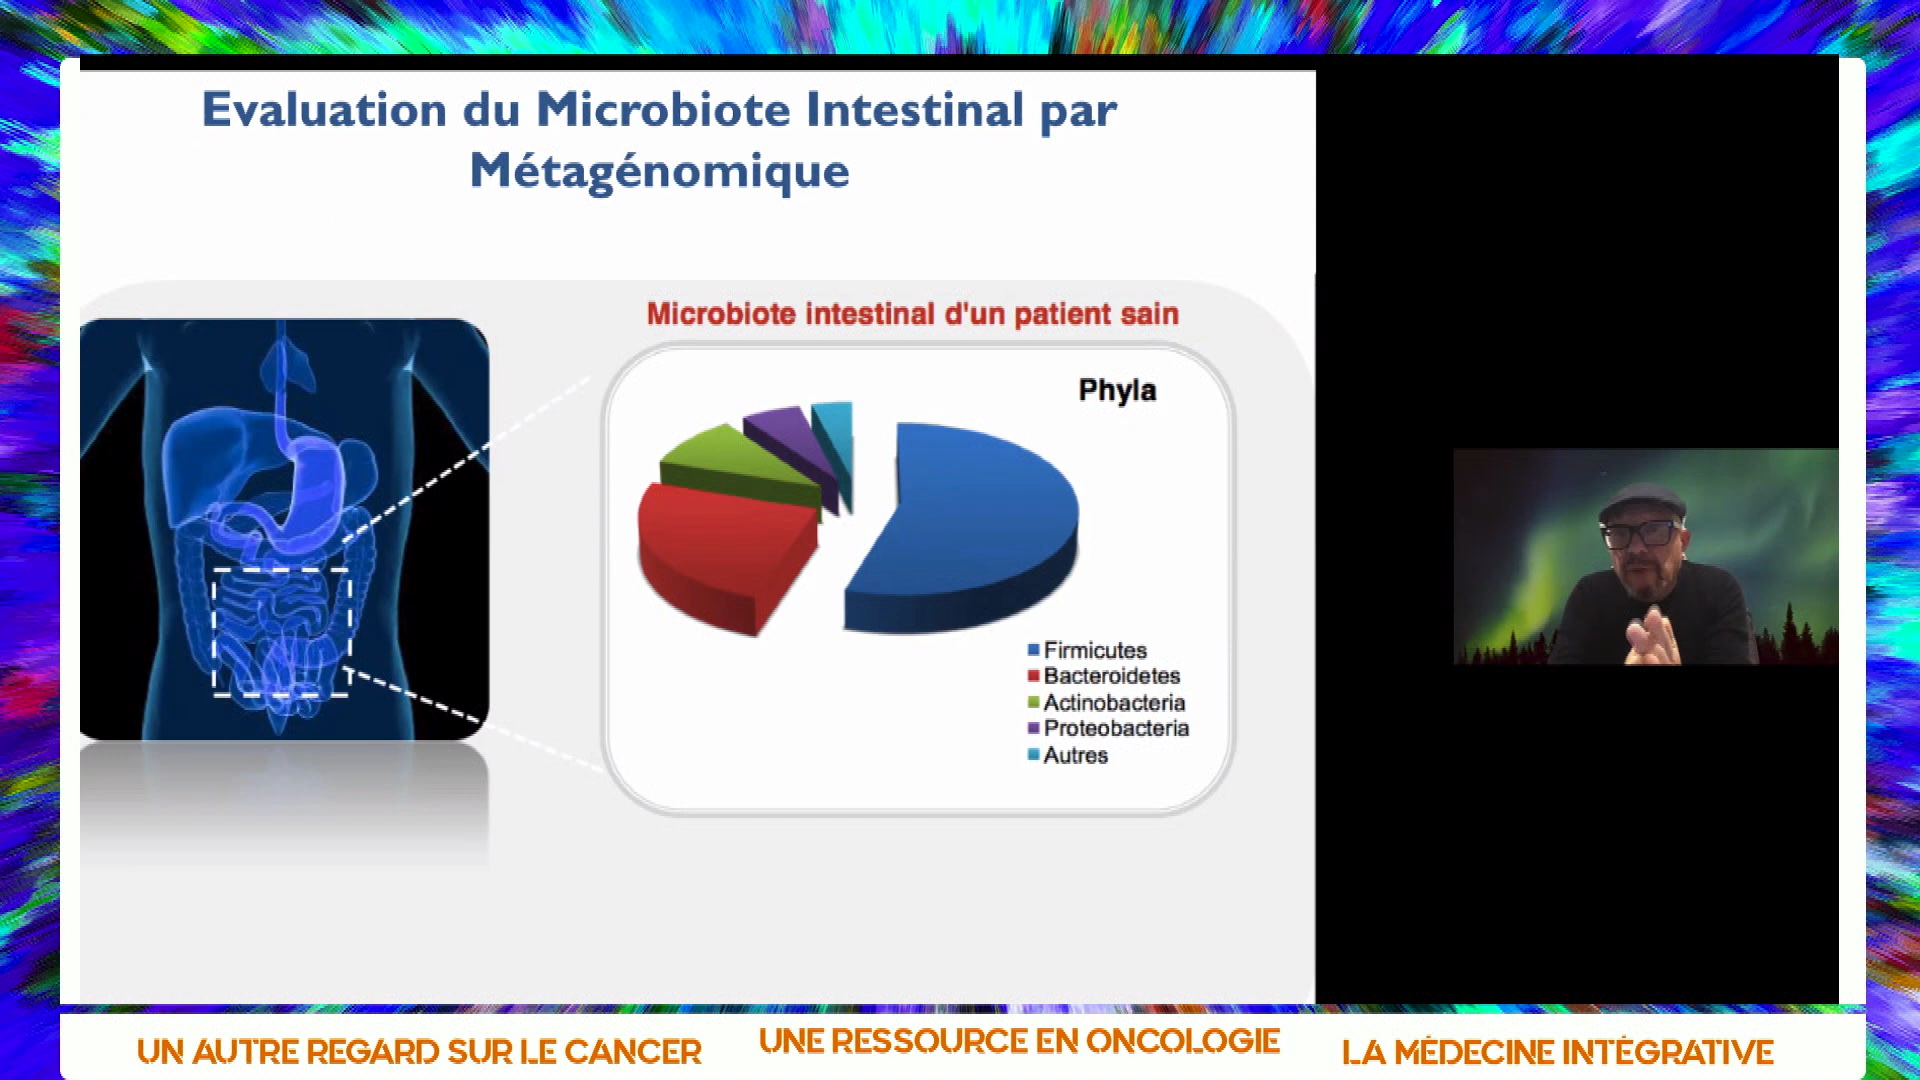 Evaluation du Microbiote Intestinal par
Métagénomique
Microbiote intestinal d'un patient sain
Phyla
Firmicutes
Bacteroidetes
Actinobacteria
Proteobacteria
Autres
UN AUTRE REGARD SUR LE CANCER
UNE RESSOURCE EN ONCOLOGIE
LA MÉDECINE INTÉGRATIVE